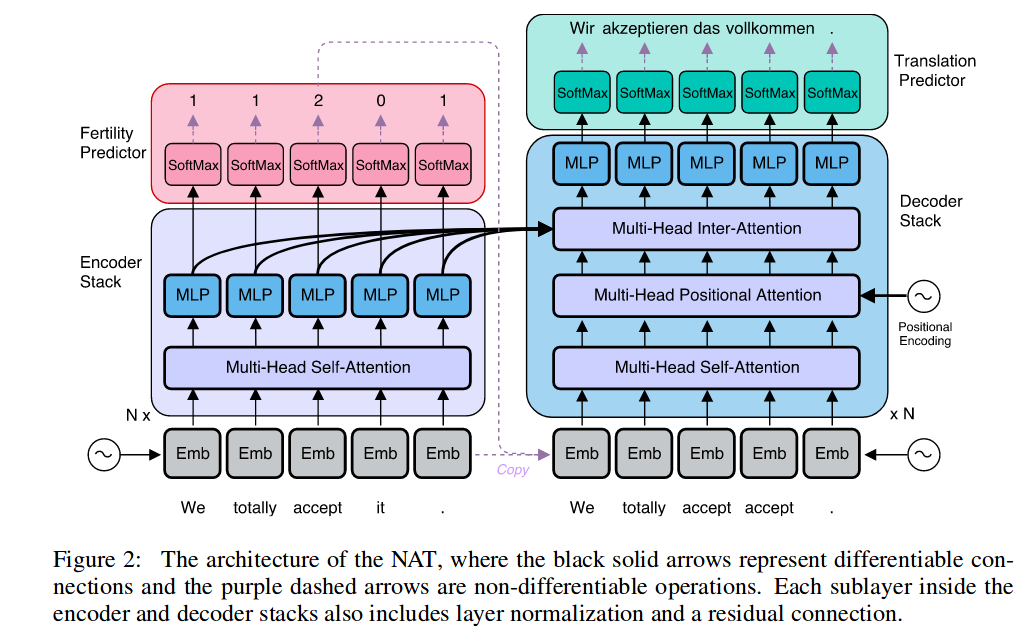 Wir akzeptieren das vollkommen .
Translation
Predictor
SoftMax SoftMax SoftMax SoftMax SoftMax
1 1 2 0 1
Fertility
Predictor
SoftMax SoftMax SoftMax SoftMax SoftMax
MLP MLP MLP MLP MLP
Decoder
Stack
Multi-Head Inter-Attention
Encoder
Stack
MLP MLP MLP MLP MLP
Multi-Head Positional Attention
Positional
Encoding
Multi-Head Self-Attention
Multi-Head Self-Attention
N x
x N
Emb Emb Emb Emb Emb
Copy
Emb Emb Emb Emb Emb
We totally accept it .
We totally accept accept .
Figure 2: The architecture of the NAT, where the black solid arrows represent differentiable con-
nections and the purple dashed arrows are non-differentiable operations. Each sublayer inside the
encoder and decoder stacks also includes layer normalization and a residual connection.